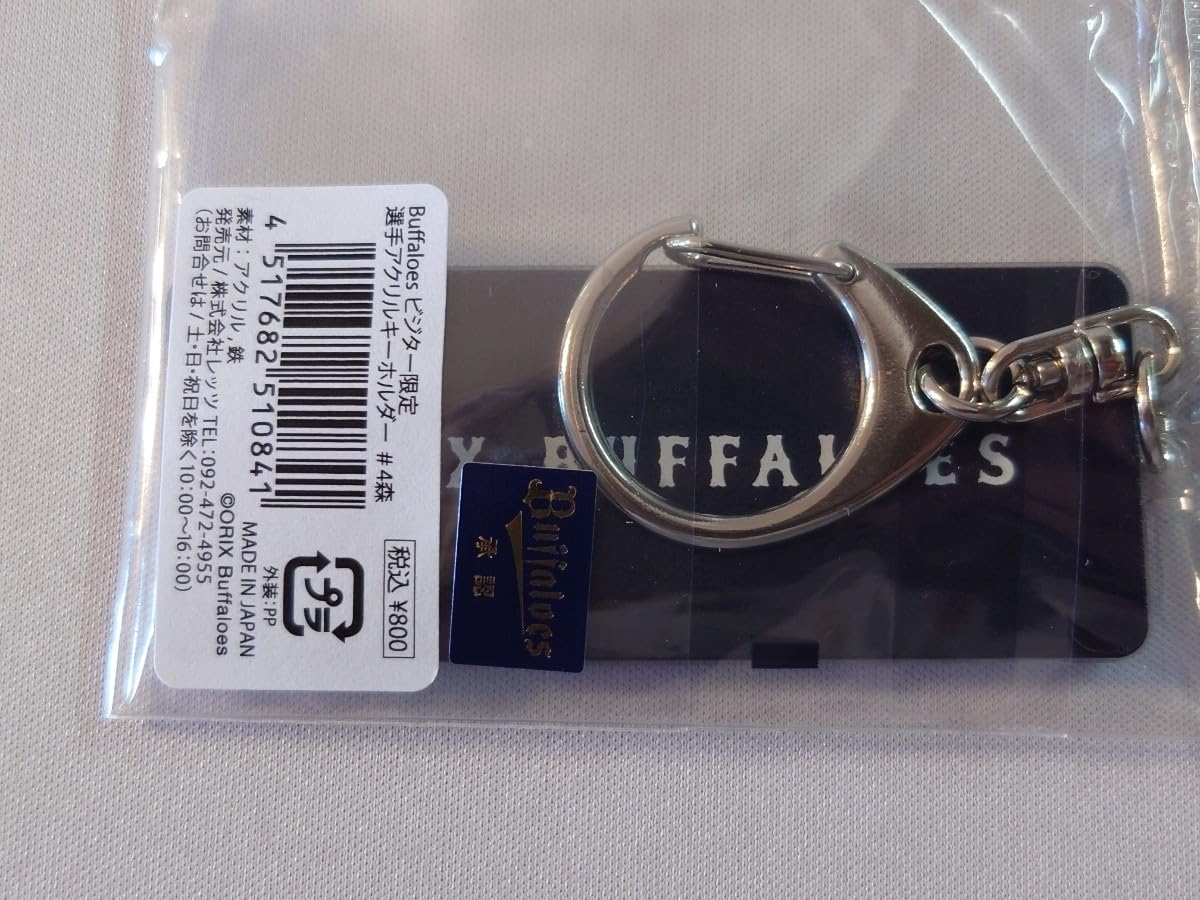 Buffaloes ビジター限定
選手アクリルキーホルダー #4森
税込 ¥800
4 517682 510841
プラ
外装:PP
素材:アクリル,鉄
MADE IN JAPAN
©ORIX Buffaloes
発売元/株式会社レッツ TEL:092-472-4955
(お問合せは/土・日・祝日を除く10:00~16:00)
Buffaloes
承認
X BUFFALOES